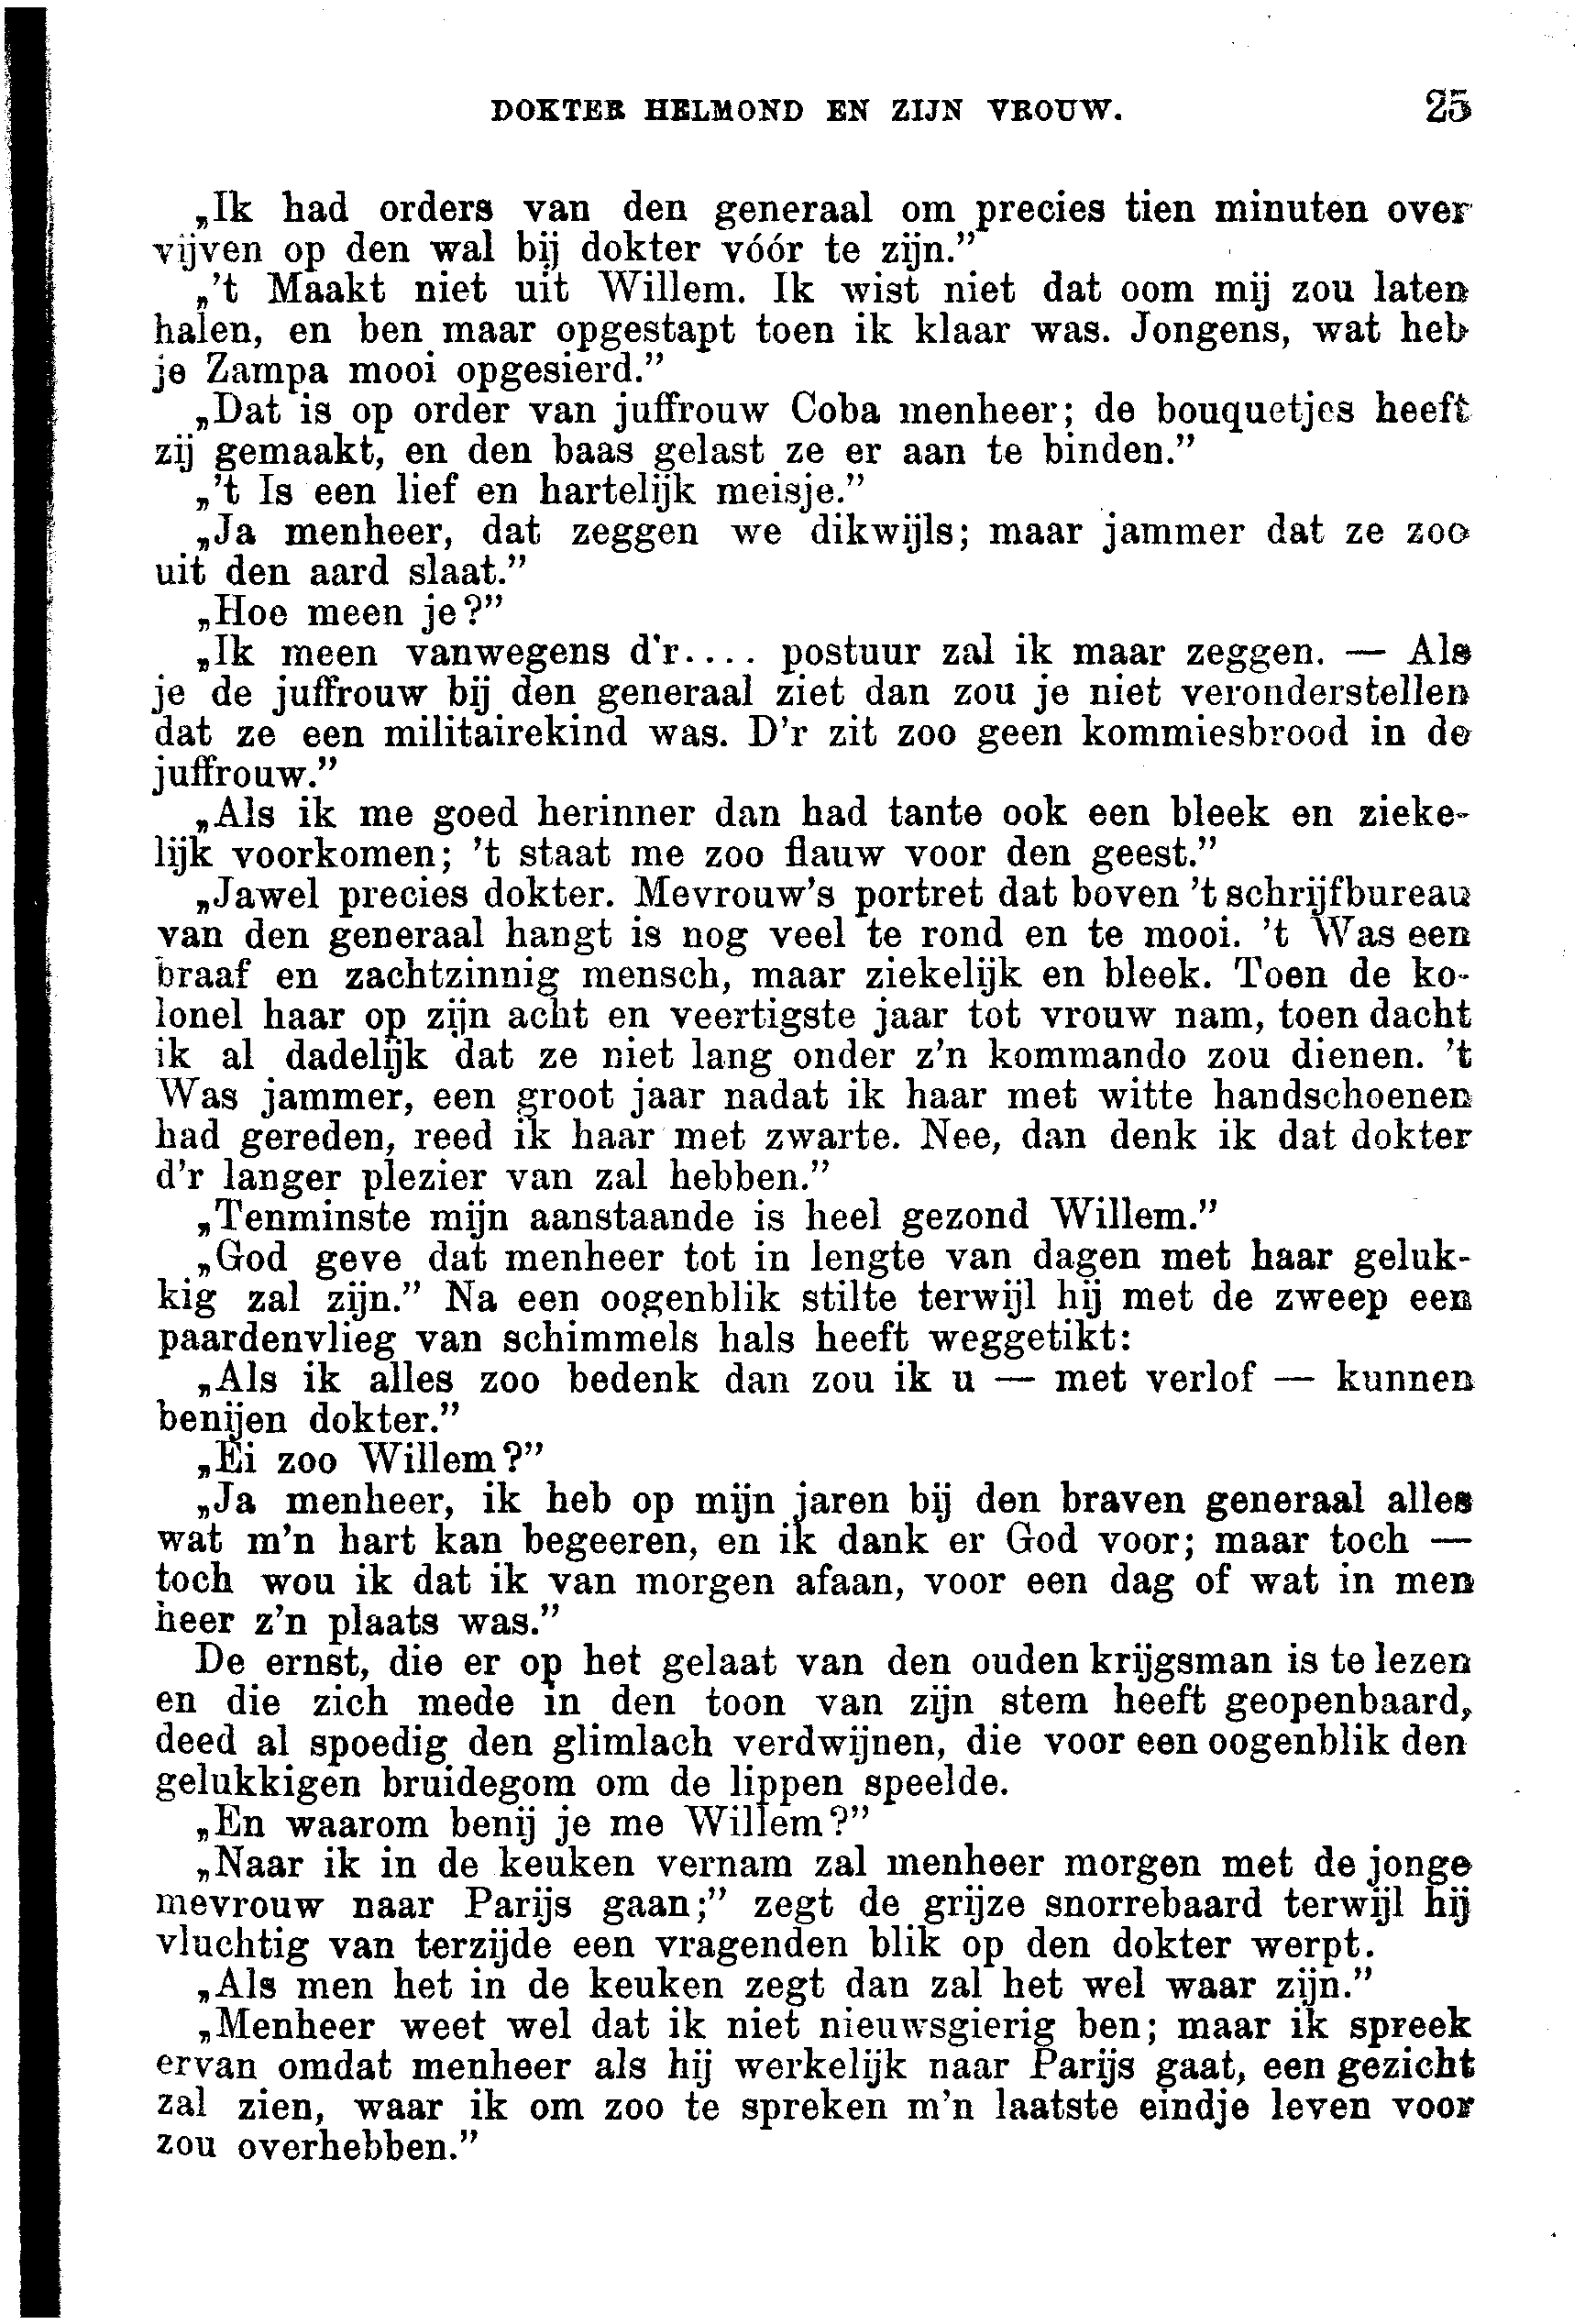 DOKTER HELMOND EN ZIJN VROUW. 25
„Ik had orders van den generaal om precies tien minuten over
vijven op den wal bij dokter vóór te zijn.”
„'t Maakt niet uit Willem. Ik wist niet dat oom mij zou laten
halen, en ben maar opgestapt toen ik klaar was. Jongens, wat heb
je Zampa mooi opgesierd.”
„Dat is op order van juffrouw Coba menheer; de bouquetjes heeft
zij gemaakt, en den baas gelast ze er aan te binden.”
„'t Is een lief en hartelijk meisje.”
„Ja menheer, dat zeggen we dikwijls; maar jammer dat ze zoo
uit den aard slaat.”
„Hoe meen je?”
„Ik meen vanwegens d'r.... postuur zal ik maar zeggen. — Als
je de juffrouw bij den generaal ziet dan zou je niet veronderstellen
dat ze een militairekind was. D'r zit zoo geen kommiesbrood in de
juffrouw.”
„Als ik me goed herinner dan had tante ook een bleek en zieke-
lijk voorkomen; 't staat me zoo flauw voor den geest.”
„Jawel precies dokter. Mevrouw's portret dat boven 't schrijfbureau
van den generaal hangt is nog veel te rond en te mooi. 't Was een
braaf en zachtzinnig mensch, maar ziekelijk en bleek. Toen de ko-
lonel haar op zijn acht en veertigste jaar tot vrouw nam, toen dacht
ik al dadelijk dat ze niet lang onder z'n kommando zou dienen. 't
Was jammer, een groot jaar nadat ik haar met witte handschoenen
had gereden, reed ik haar met zwarte. Nee, dan denk ik dat dokter
d'r langer plezier van zal hebben.”
„Tenminste mijn aanstaande is heel gezond Willem.”
„God geve dat menheer tot in lengte van dagen met haar geluk-
kig zal zijn.” Na een oogenblik stilte terwijl hij met de zweep een
paardenvlieg van schimmels hals heeft weggetikt:
„Als ik alles zoo bedenk dan zou ik u — met verlof — kunnen
benijen dokter.”
„Ei zoo Willem?”
„Ja menheer, ik heb op mijn jaren bij den braven generaal alles
wat m'n hart kan begeeren, en ik dank er God voor; maar toch —
toch wou ik dat ik van morgen afaan, voor een dag of wat in men
heer z'n plaats was.”
De ernst, die er op het gelaat van den ouden krijgsman is te lezen
en die zich mede in den toon van zijn stem heeft geopenbaard,
deed al spoedig den glimlach verdwijnen, die voor een oogenblik den
gelukkigen bruidegom om de lippen speelde.
„En waarom benij je me Willem?”
„Naar ik in de keuken vernam zal menheer morgen met de jonge
mevrouw naar Parijs gaan;” zegt de grijze snorrebaard terwijl hij
vluchtig van terzijde een vragenden blik op den dokter werpt.
„Als men het in de keuken zegt dan zal het wel waar zijn.”
„Menheer weet wel dat ik niet nieuwsgierig ben; maar ik spreek
ervan omdat menheer als hij werkelijk naar Parijs gaat, een gezicht
zal zien, waar ik om zoo te spreken m'n laatste eindje leven voor
zou overhebben.”